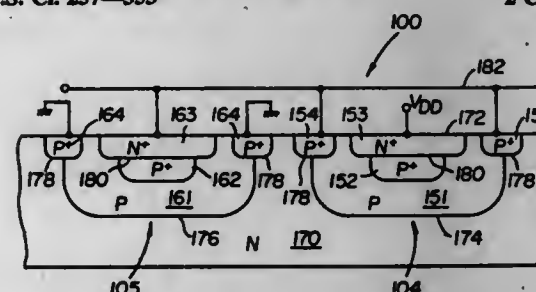 100
182
164 163 164 154 153 VDD 172
P+ N+ P+ P+ N+ P+
178 180 P+ 162 178 178 152 P+ 180 178
P 161 P 151
176 N 170 174
105 104